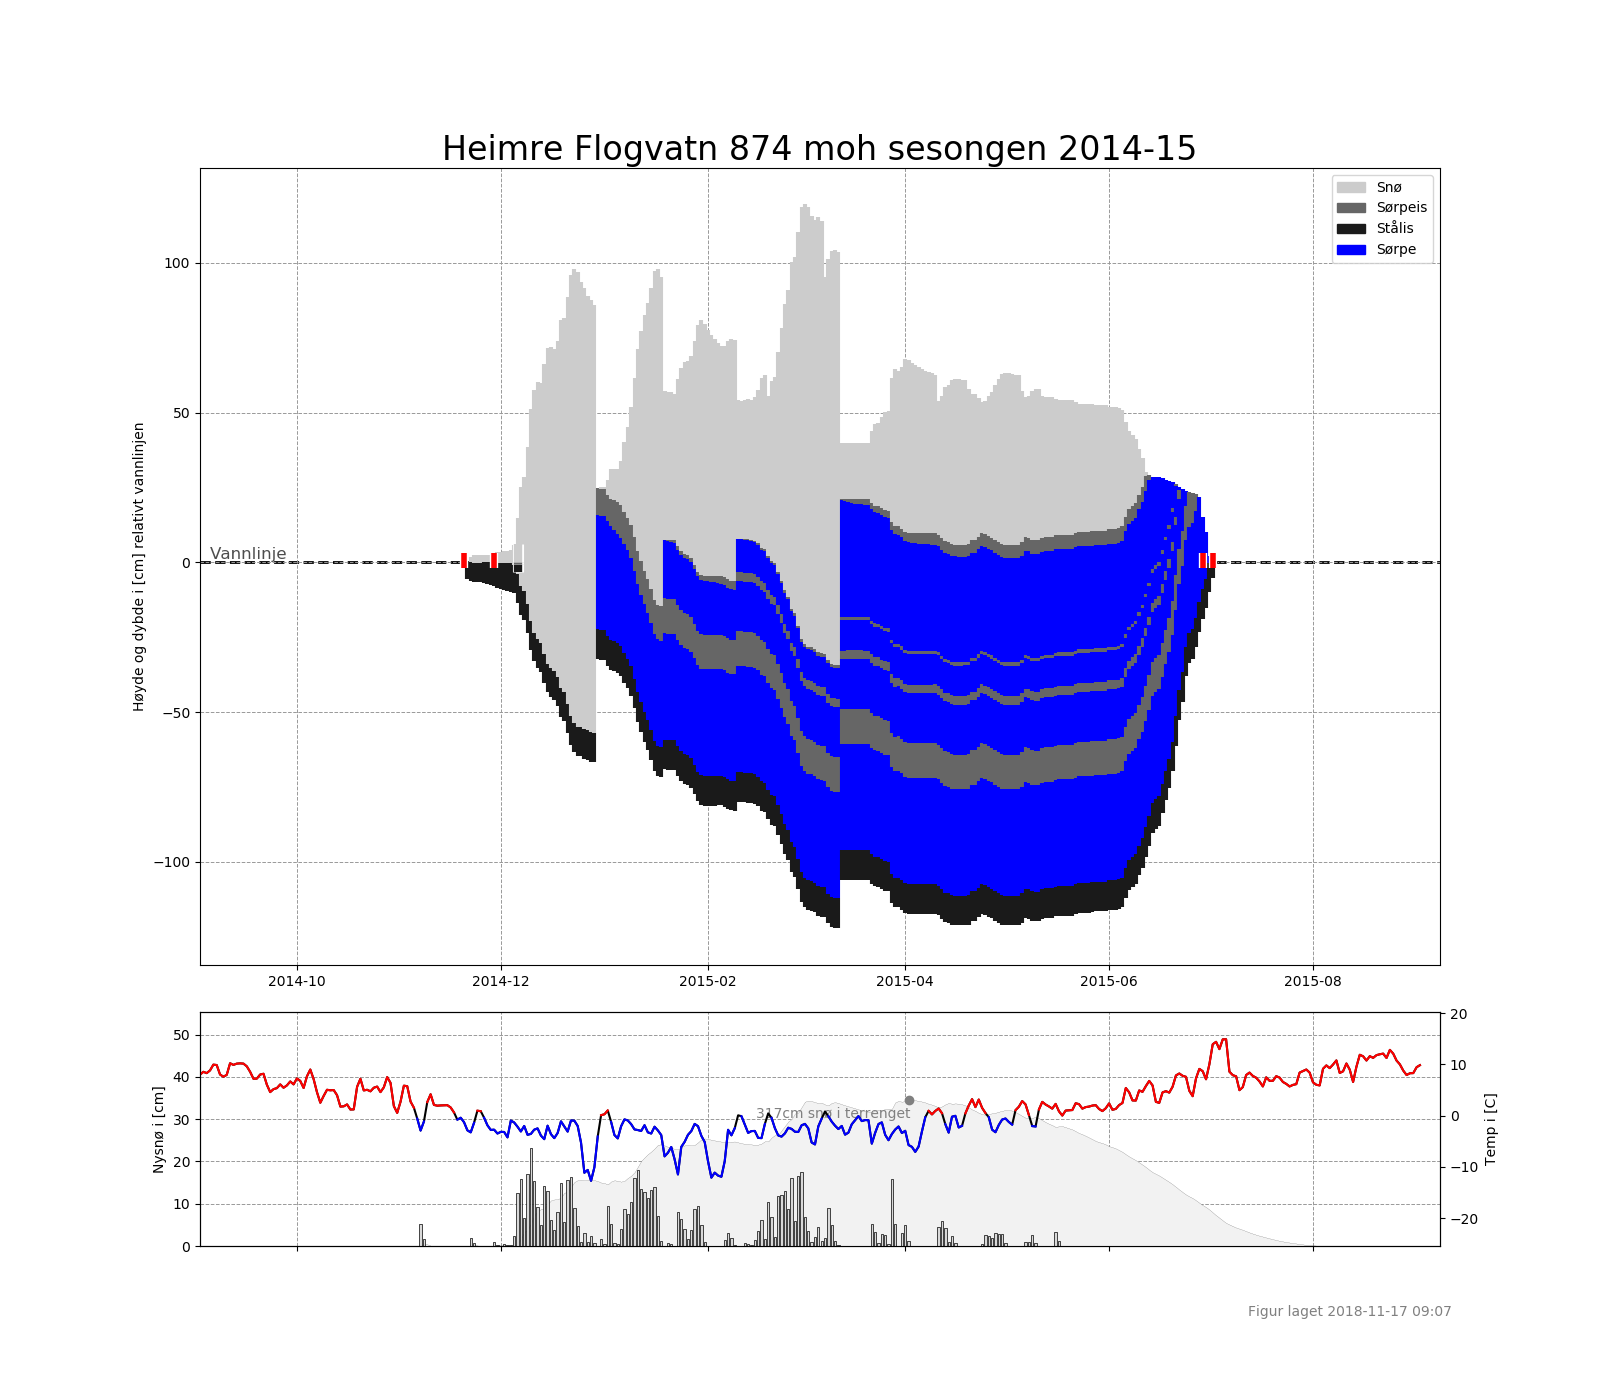 Heimre Flogvatn 874 moh sesongen 2014-15
Snø
Sørpeis
Stålis
Sørpe
Høyde og dybde i [cm] relativt vannlinjen
100
50
0
−50
−100
Vannlinje
2014-10 2014-12 2015-02 2015-04 2015-06 2015-08
Nysnø i [cm]
50
40
30
20
10
0
317cm snø i terrenget
20
10
0
−10
−20
Temp i [C]
Figur laget 2018-11-17 09:07